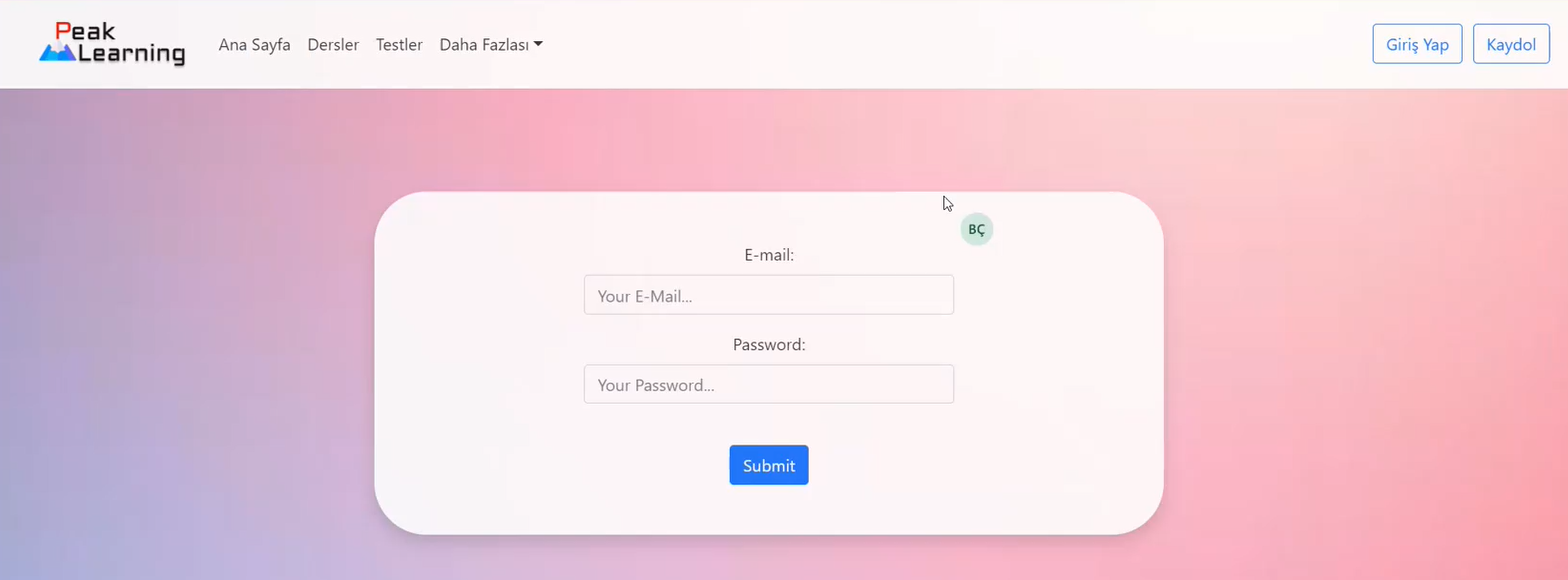 Peak
Learning
Ana Sayfa Dersler Testler Daha Fazlası Giriş Yap Kaydol
BÇ
E-mail:
Your E-Mail...
Password:
Your Password...
Submit